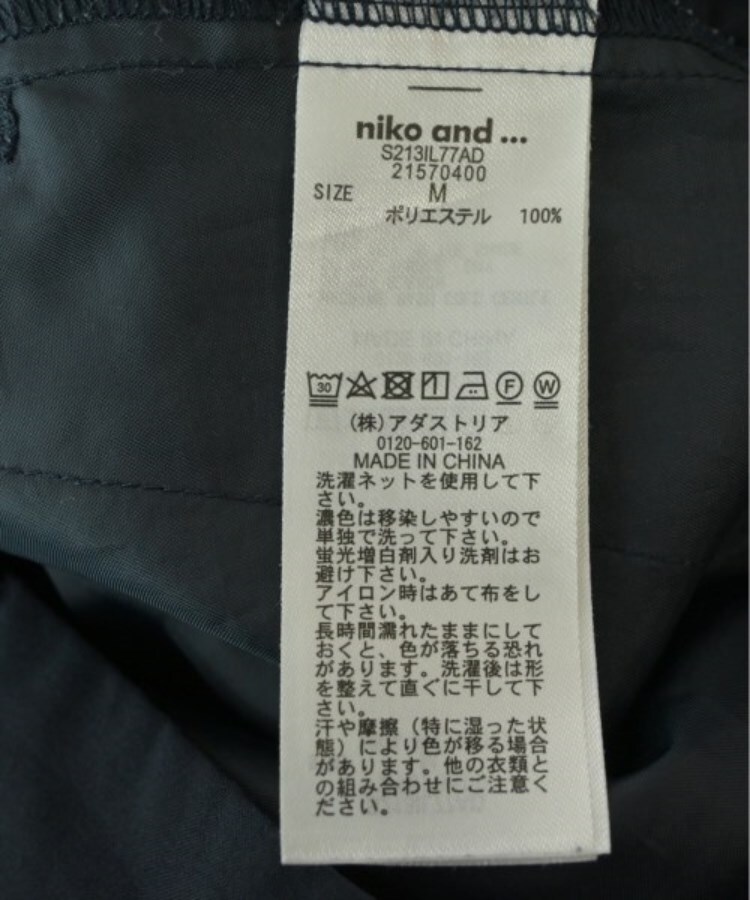 niko and ...
S213IL77AD
21570400
SIZE M
ポリエステル 100%
30 F W
(株)アダストリア
0120-601-162
MADE IN CHINA
洗濯ネットを使用して下
さい。
濃色は移染しやすいので
単独で洗って下さい。
蛍光増白剤入り洗剤はお
避け下さい。
アイロン時はあて布をし
て下さい。
長時間濡れたままにして
おくと、色が落ちる恐れ
があります。洗濯後は形
を整えて直ぐに干して下
さい。
汗や摩擦（特に湿った状
態）により色が移る場合
があります。他の衣類と
の組み合わせにご注意く
ださい。